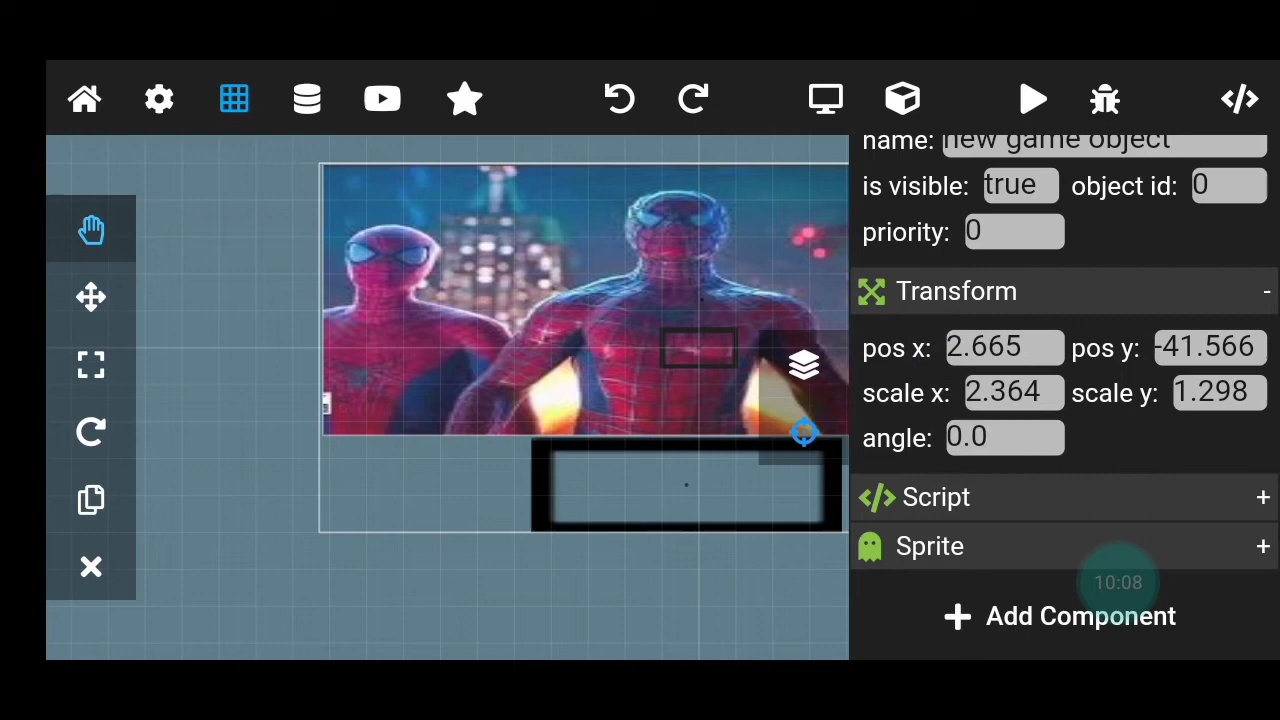 name: new game object
is visible: true object id: 0
priority: 0
Transform -
pos x: 2.665 pos y: -41.566
scale x: 2.364 scale y: 1.298
angle: 0.0
Script +
Sprite +
10:08
Add Component